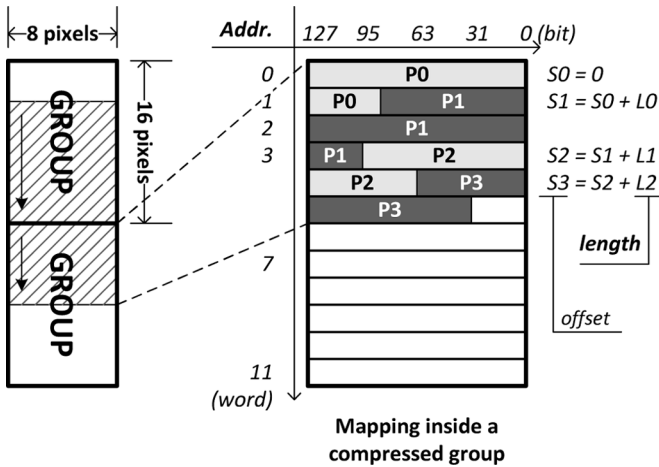 8 pixels
GROUP
16 pixels
GROUP
Addr. 127 95 63 31 0 (bit)
0 P0 S0 = 0
1 P0 P1 S1 = S0 + L0
2 P1
3 P1 P2 S2 = S1 + L1
P2 P3 S3 = S2 + L2
P3
length
7
offset
11
(word)
Mapping inside a
compressed group